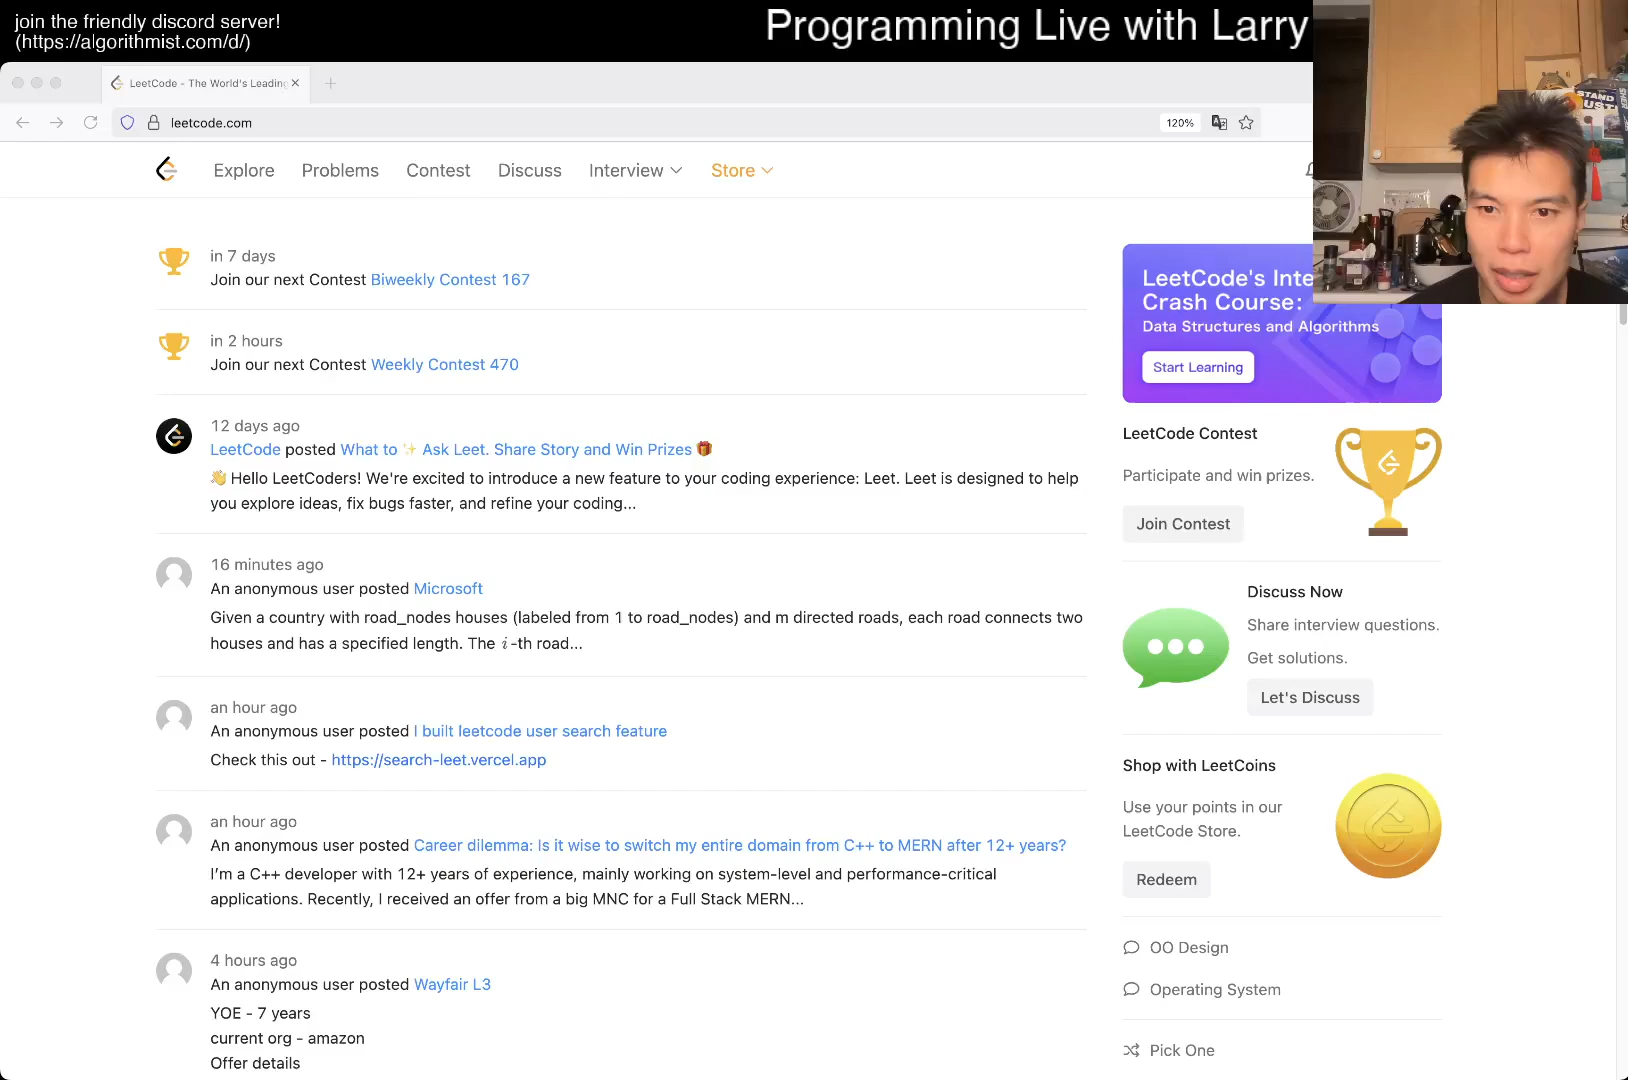 join the friendly discord server!
(https://algorithmist.com/d/)
Programming Live with Larry
LeetCode - The World's Leading
leetcode.com
120%
Explore
Problems
Contest
Discuss
Interview
Store
in 7 days
Join our next Contest Biweekly Contest 167
in 2 hours
Join our next Contest Weekly Contest 470
12 days ago
LeetCode posted What to ✨ Ask Leet. Share Story and Win Prizes 🎁
👋 Hello LeetCoders! We're excited to introduce a new feature to your coding experience: Leet. Leet is designed to help
you explore ideas, fix bugs faster, and refine your coding...
16 minutes ago
An anonymous user posted Microsoft
Given a country with road_nodes houses (labeled from 1 to road_nodes) and m directed roads, each road connects two
houses and has a specified length. The i-th road...
an hour ago
An anonymous user posted I built leetcode user search feature
Check this out - https://search-leet.vercel.app
an hour ago
An anonymous user posted Career dilemma: Is it wise to switch my entire domain from C++ to MERN after 12+ years?
I'm a C++ developer with 12+ years of experience, mainly working on system-level and performance-critical
applications. Recently, I received an offer from a big MNC for a Full Stack MERN...
4 hours ago
An anonymous user posted Wayfair L3
YOE - 7 years
current org - amazon
Offer details
LeetCode's Inte
Crash Course:
Data Structures and Algorithms
Start Learning
LeetCode Contest
Participate and win prizes.
Join Contest
Discuss Now
Share interview questions.
Get solutions.
Let's Discuss
Shop with LeetCoins
Use your points in our
LeetCode Store.
Redeem
OO Design
Operating System
Pick One
STAND